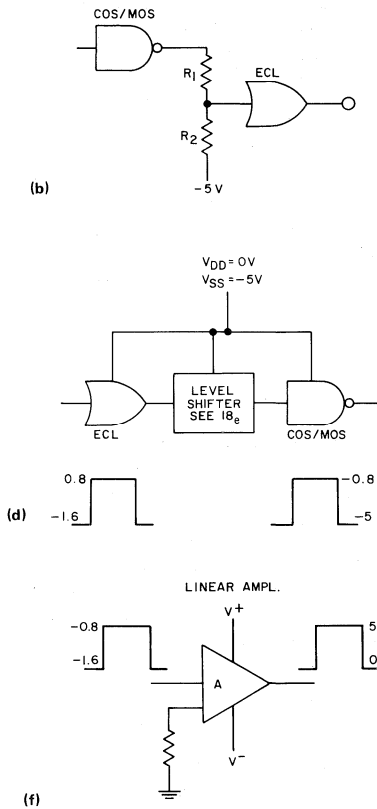 COS/MOS
R1
ECL
R2
-5V
(b)
VDD=0V
VSS=-5V
LEVEL
SHIFTER
SEE 18e
ECL
COS/MOS
0.8
-0.8
(d)
-1.6
-5
LINEAR AMPL.
V+
-0.8
5
-1.6
A
0
V-
(f)